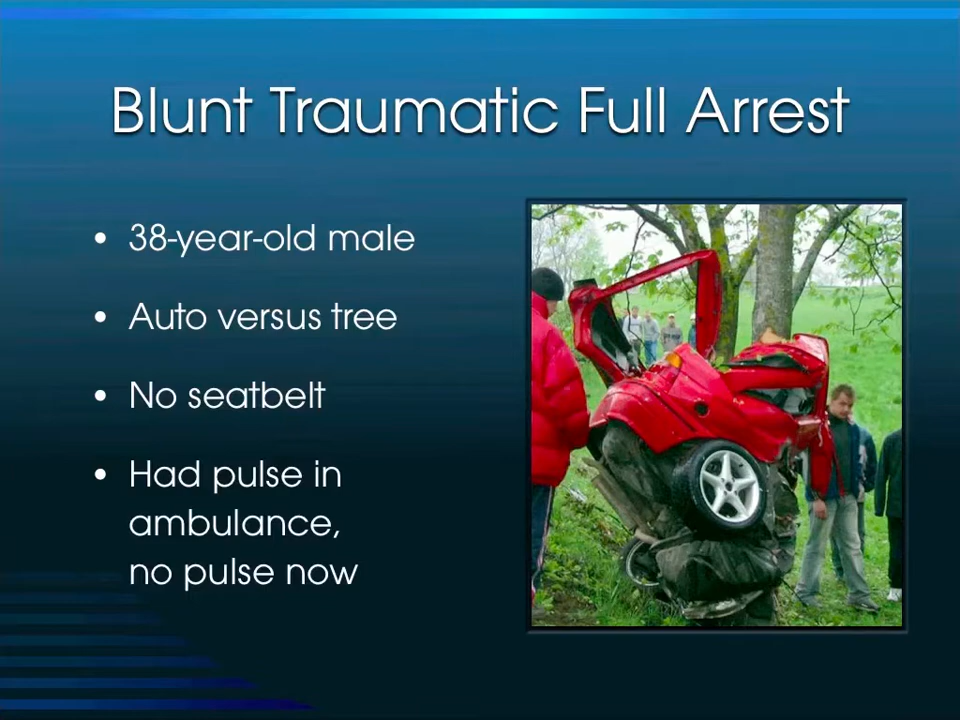 Blunt Traumatic Full Arrest
• 38-year-old male
• Auto versus tree
• No seatbelt
• Had pulse in
ambulance,
no pulse now